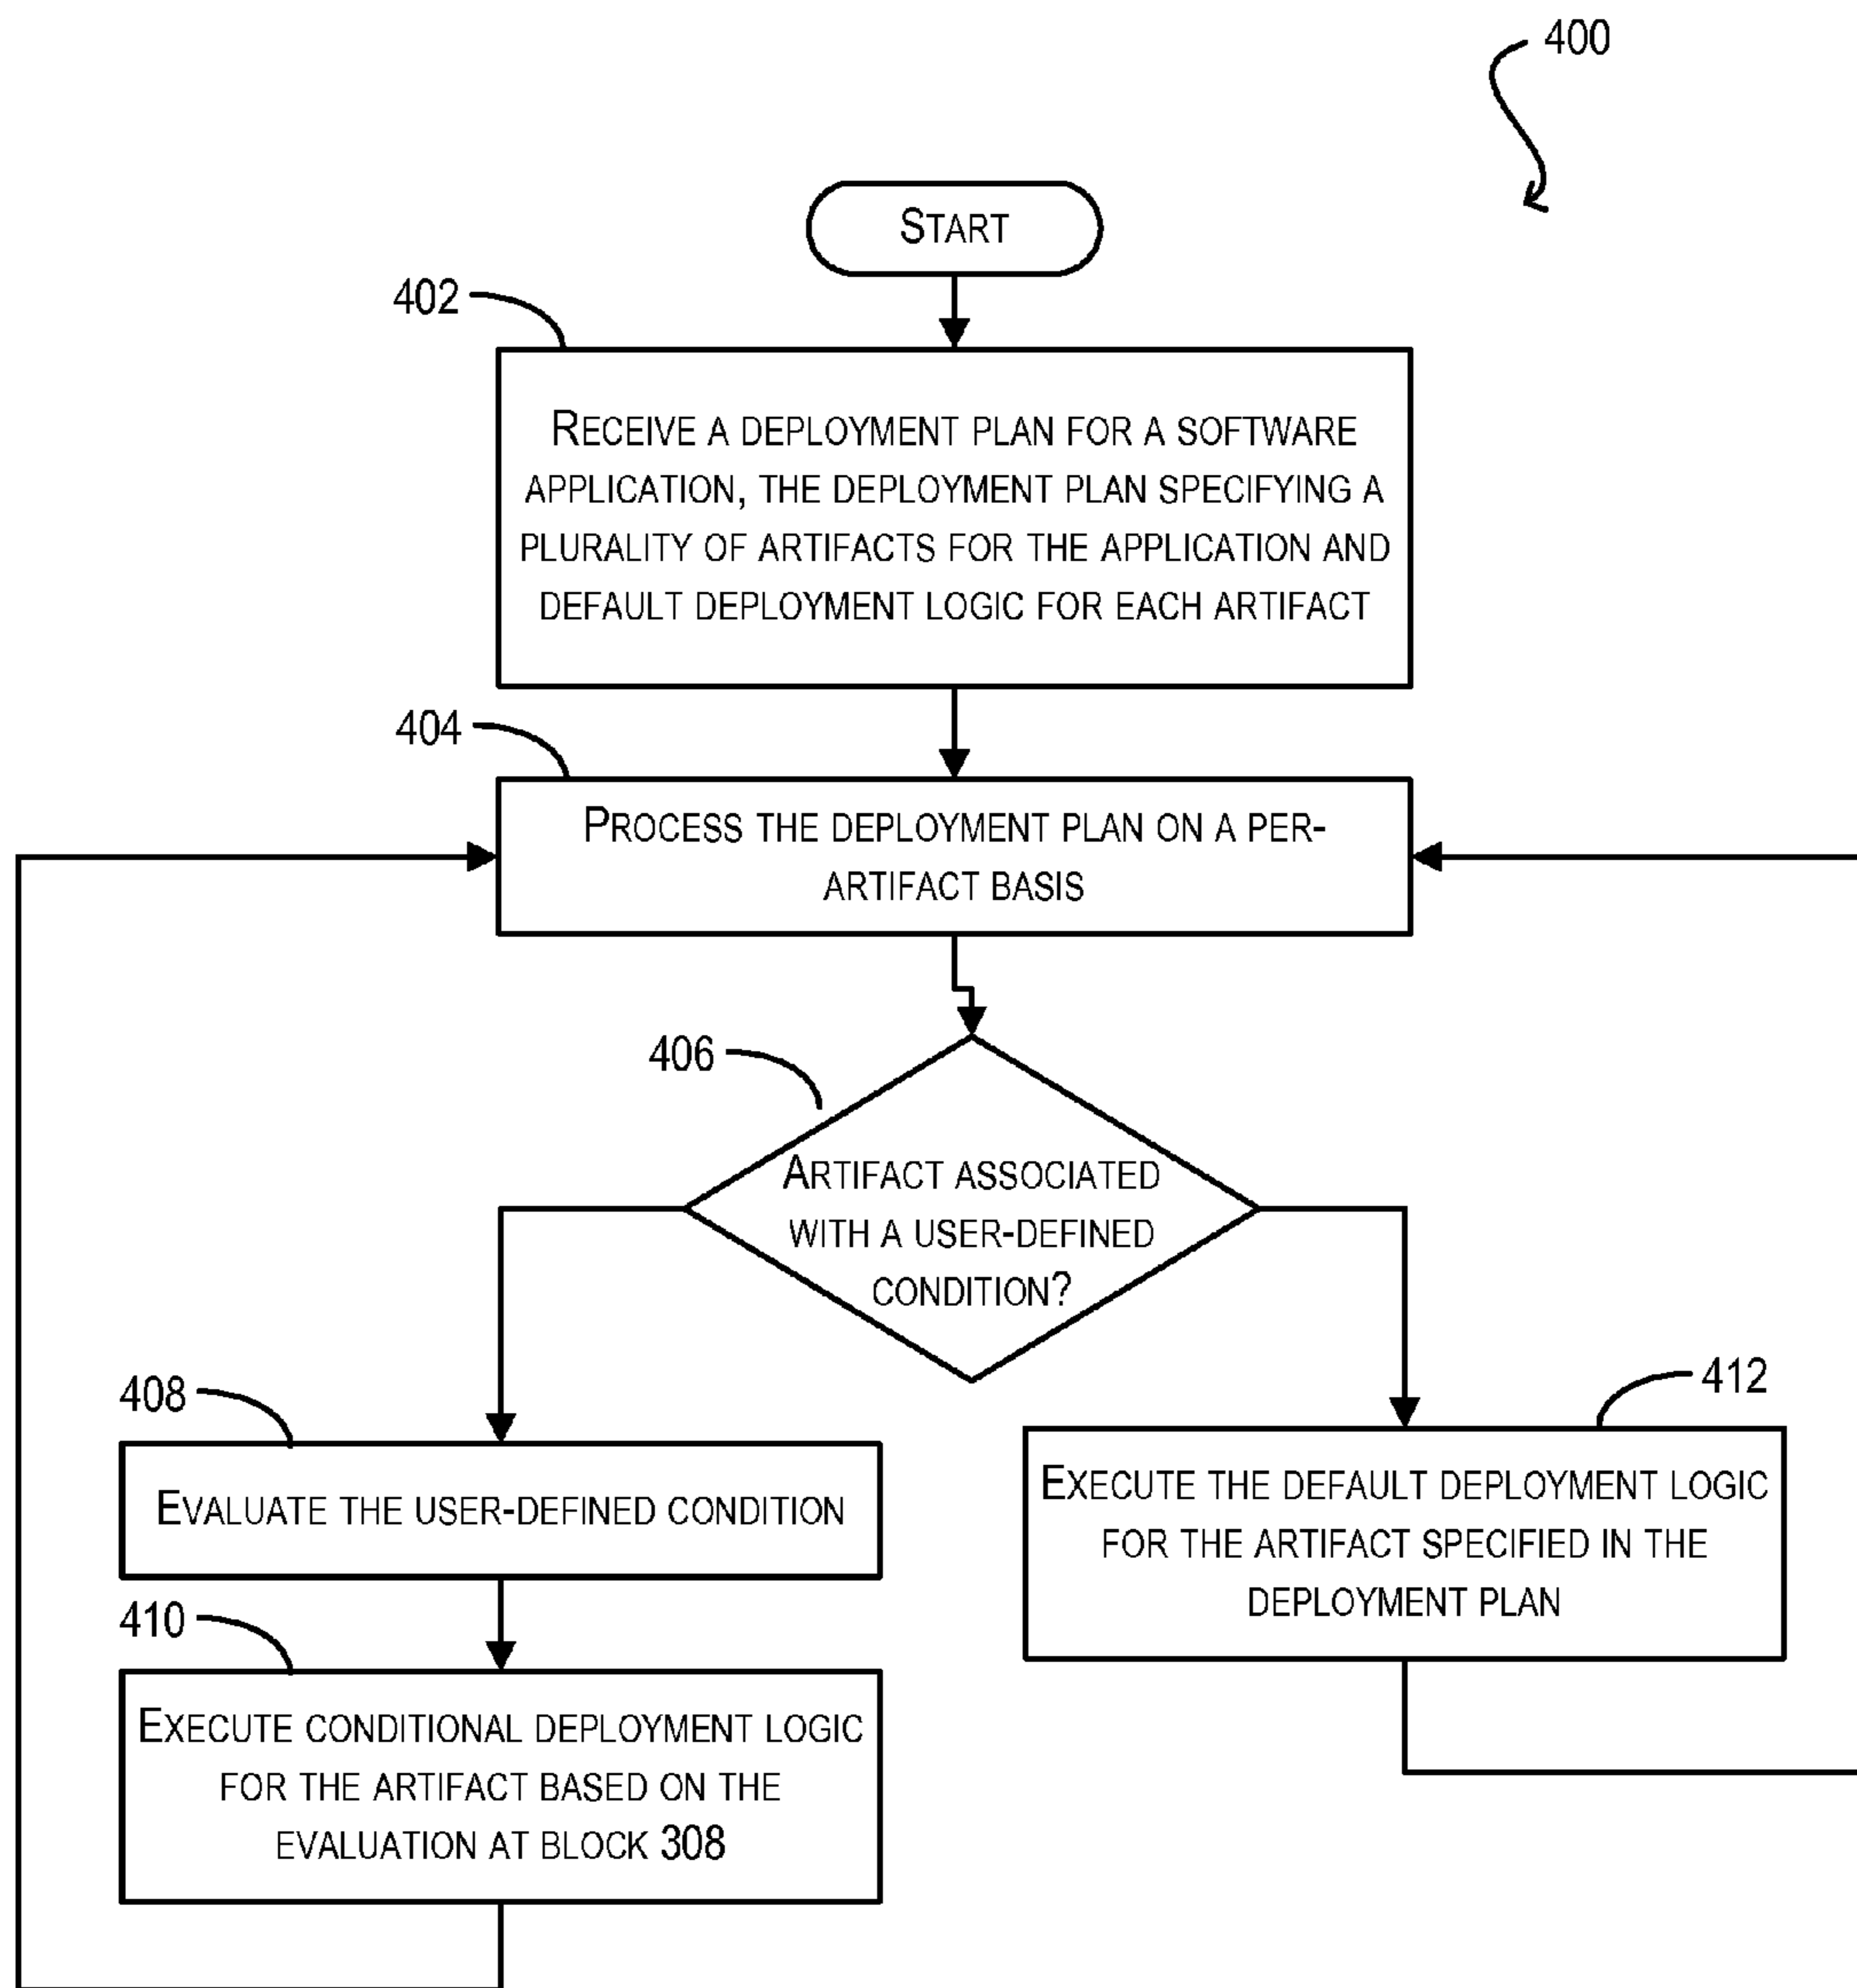 400
START
402
RECEIVE A DEPLOYMENT PLAN FOR A SOFTWARE
APPLICATION, THE DEPLOYMENT PLAN SPECIFYING A
PLURALITY OF ARTIFACTS FOR THE APPLICATION AND
DEFAULT DEPLOYMENT LOGIC FOR EACH ARTIFACT
404
PROCESS THE DEPLOYMENT PLAN ON A PER-
ARTIFACT BASIS
406
ARTIFACT ASSOCIATED
WITH A USER-DEFINED
CONDITION?
408
EVALUATE THE USER-DEFINED CONDITION
410
EXECUTE CONDITIONAL DEPLOYMENT LOGIC
FOR THE ARTIFACT BASED ON THE
EVALUATION AT BLOCK 308
412
EXECUTE THE DEFAULT DEPLOYMENT LOGIC
FOR THE ARTIFACT SPECIFIED IN THE
DEPLOYMENT PLAN